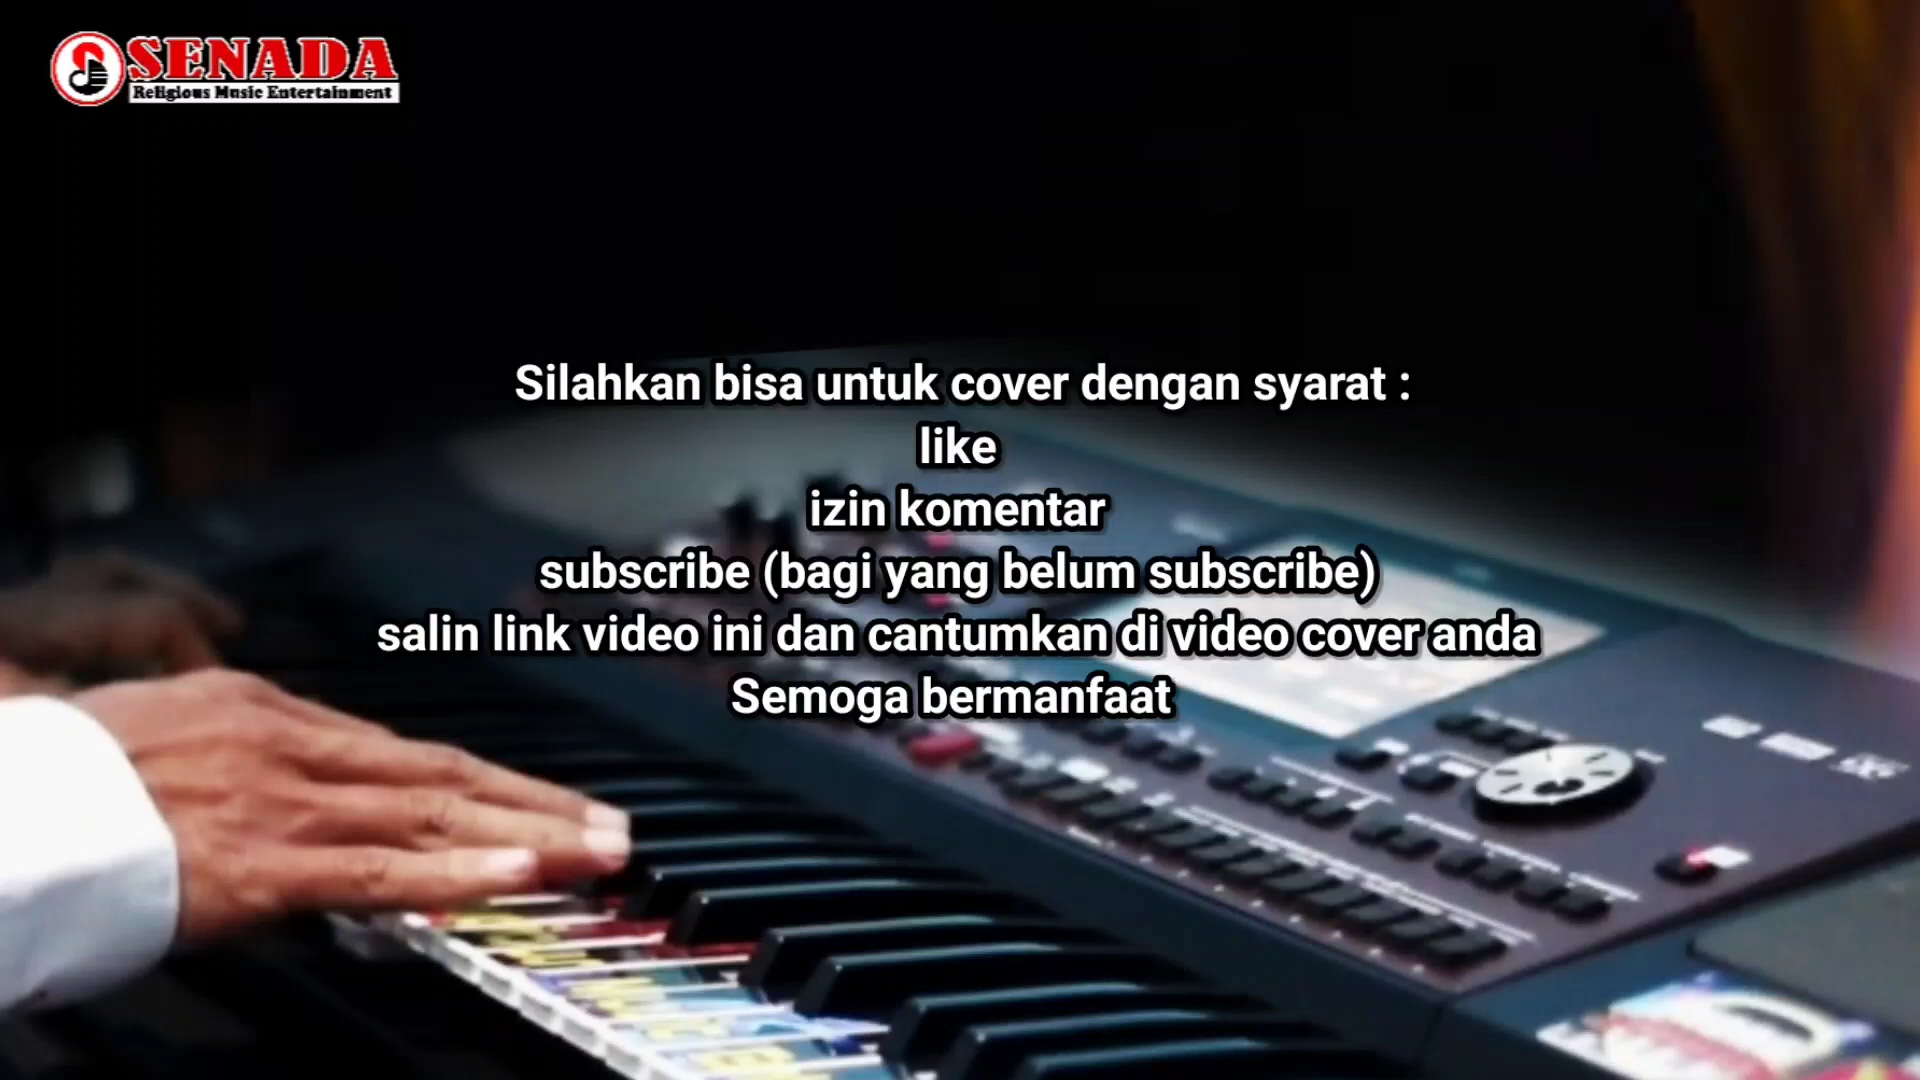 SENADA
Religious Music Entertainment
Silahkan bisa untuk cover dengan syarat :
like
izin komentar
subscribe (bagi yang belum subscribe)
salin link video ini dan cantumkan di video cover anda
Semoga bermanfaat